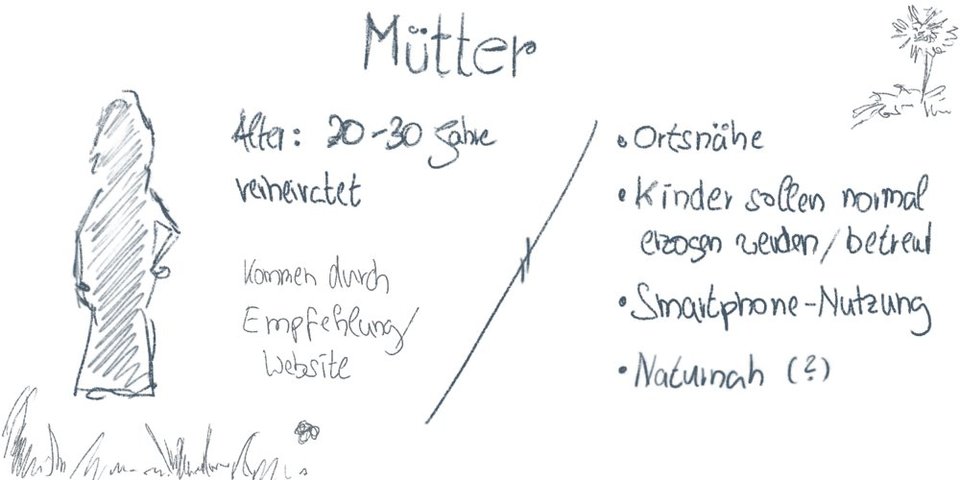 Mütter
Alter: 20-30 Jahre
verheiratet
Kommen durch
Empfehlung/
Website
• Ortsnähe
• Kinder sollen normal
erzogen werden/betreut
• Smartphone-Nutzung
• Naturnah (?)